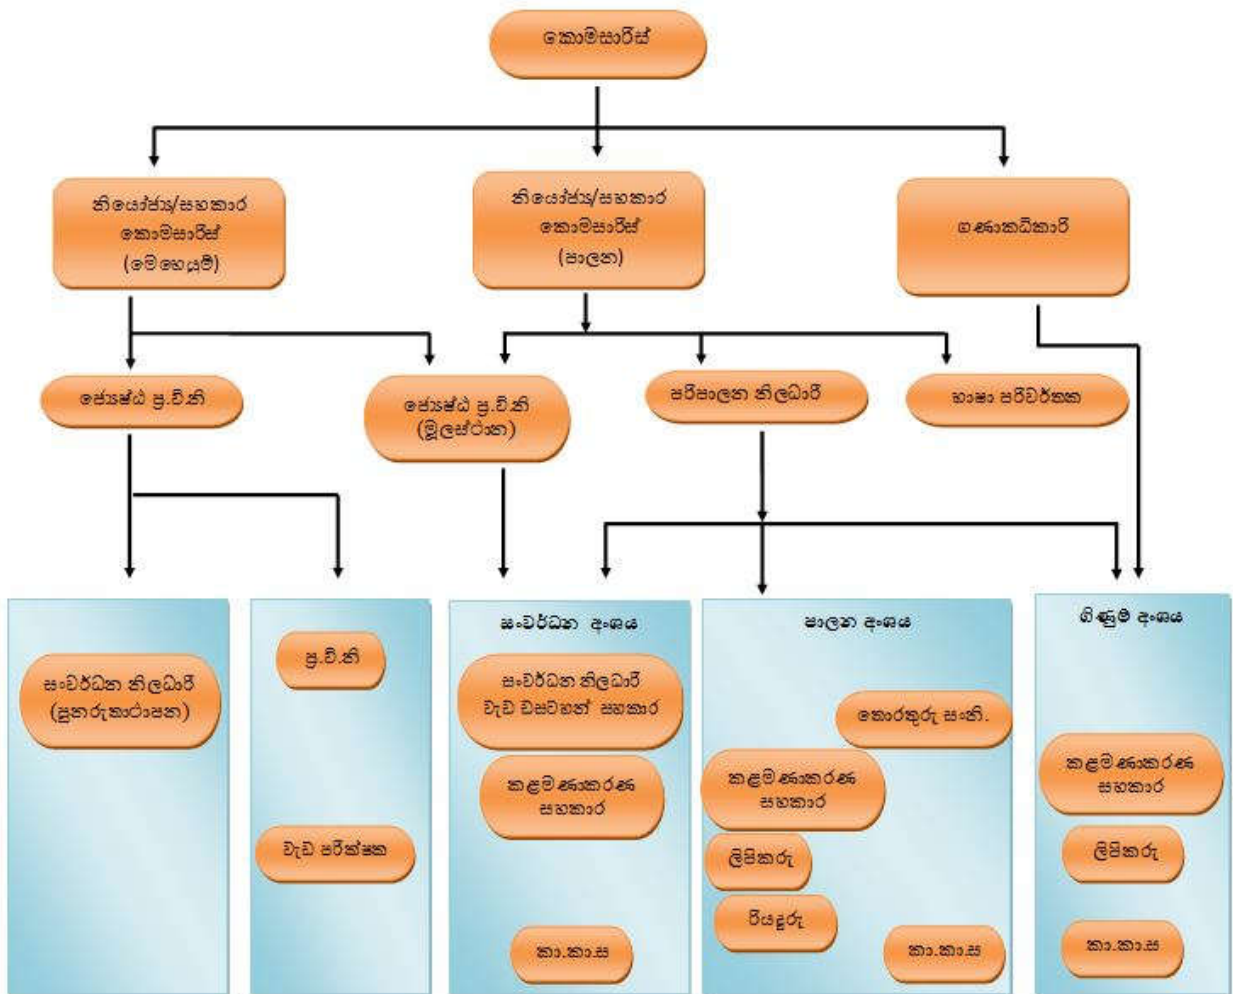 කොමසාරිස්
නියෝජ්‍ය/සහකාර
කොමසාරිස්
(මෙහෙයුම්)
නියෝජ්‍ය/සහකාර
කොමසාරිස්
(පාලන)
ගණකාධිකාරි
ජ්‍යෙෂ්ඨ ප්‍ර.වි.නි
ජ්‍යෙෂ්ඨ ප්‍ර.වි.නි
(මූලස්ථාන)
පරිපාලන නිලධාරී
භාෂා පරිවර්තක
සංවර්ධන නිලධාරී
(පුනරුත්ථාපන)
ප්‍ර.වි.නි
වැඩ පරීක්ෂක
සංවර්ධන අංශය
සංවර්ධන නිලධාරී
වැඩ ඩසටහන් සහකාර
කළමණාකරණ
සහකාර
කා.කා.ස
පාලන අංශය
තොරතුරු සංනි.
කළමණාකරණ
සහකාර
ලිපිකරු
රියදුරු
කා.කා.ස
ගිණුම් අංශය
කළමණාකරණ
සහකාර
ලිපිකරු
කා.කා.ස